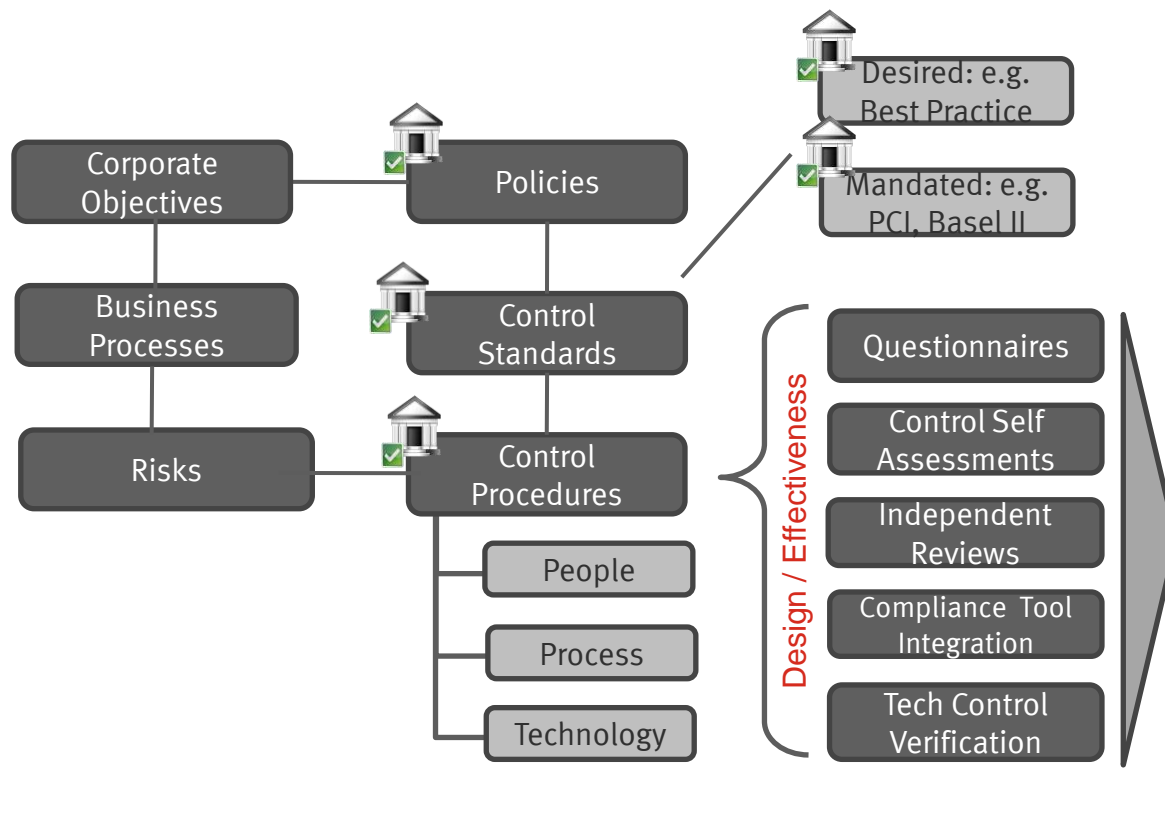 Desired: e.g.
Best Practice
Mandated: e.g.
PCI, Basel II
Corporate
Objectives
Policies
Business
Processes
Control
Standards
Risks
Control
Procedures
People
Process
Technology
Design / Effectiveness
Questionnaires
Control Self
Assessments
Independent
Reviews
Compliance Tool
Integration
Tech Control
Verification